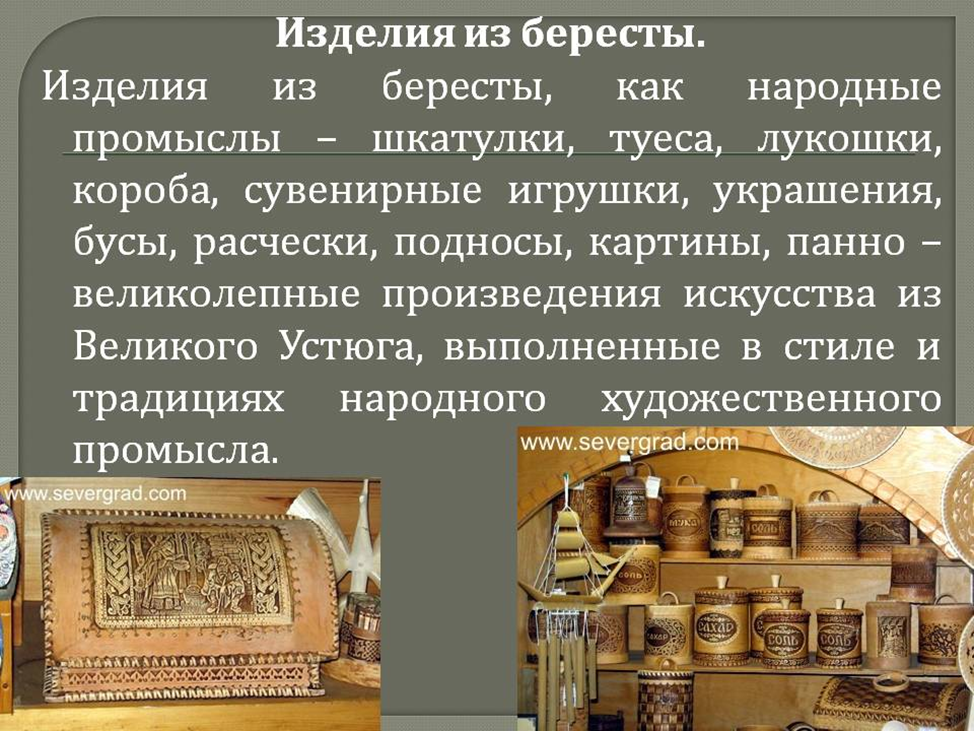 Изделия из бересты.
Изделия из бересты, как народные
промыслы – шкатулки, туеса, лукошки,
короба, сувенирные игрушки, украшения,
бусы, расчески, подносы, картины, панно –
великолепные произведения искусства из
Великого Устюга, выполненные в стиле и
традициях народного художественного
промысла.
www.severgrad.com
www.severgrad.com
МУКА
СОЛЬ
СОЛЬ
САХАР
САХАР
СОЛЬ
СОЛЬ